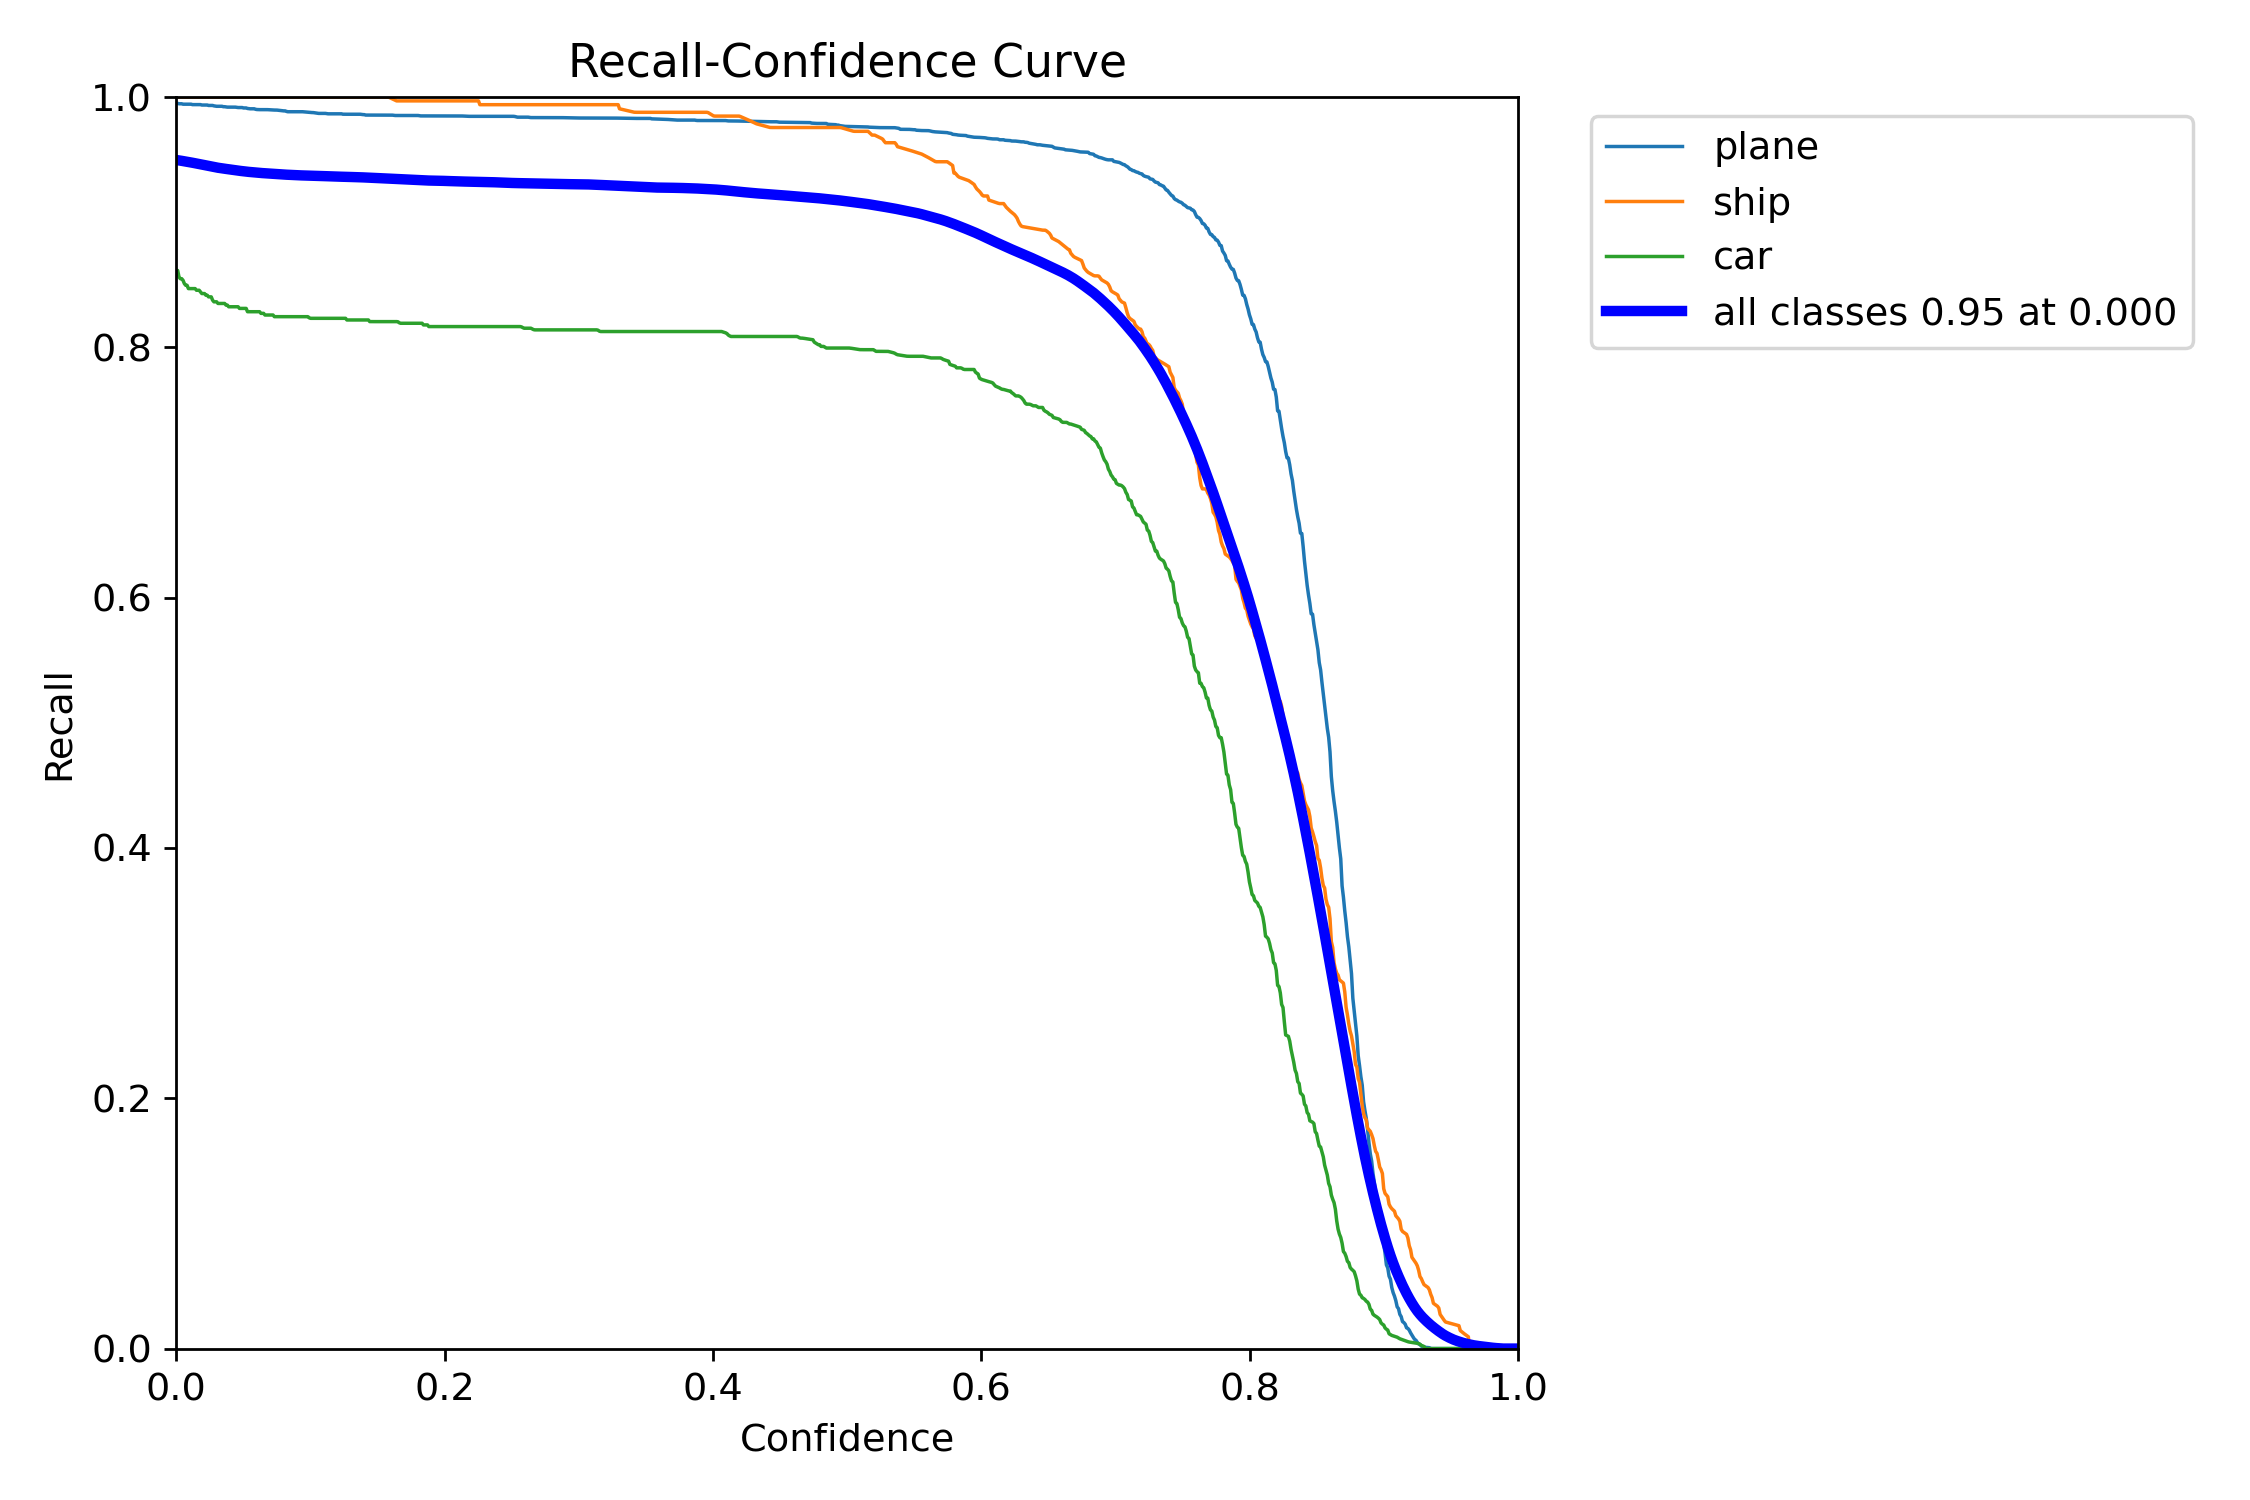 Recall-Confidence Curve
1.0
0.8
0.6
0.4
0.2
0.0
Recall
0.0 0.2 0.4 0.6 0.8 1.0
Confidence
plane
ship
car
all classes 0.95 at 0.000